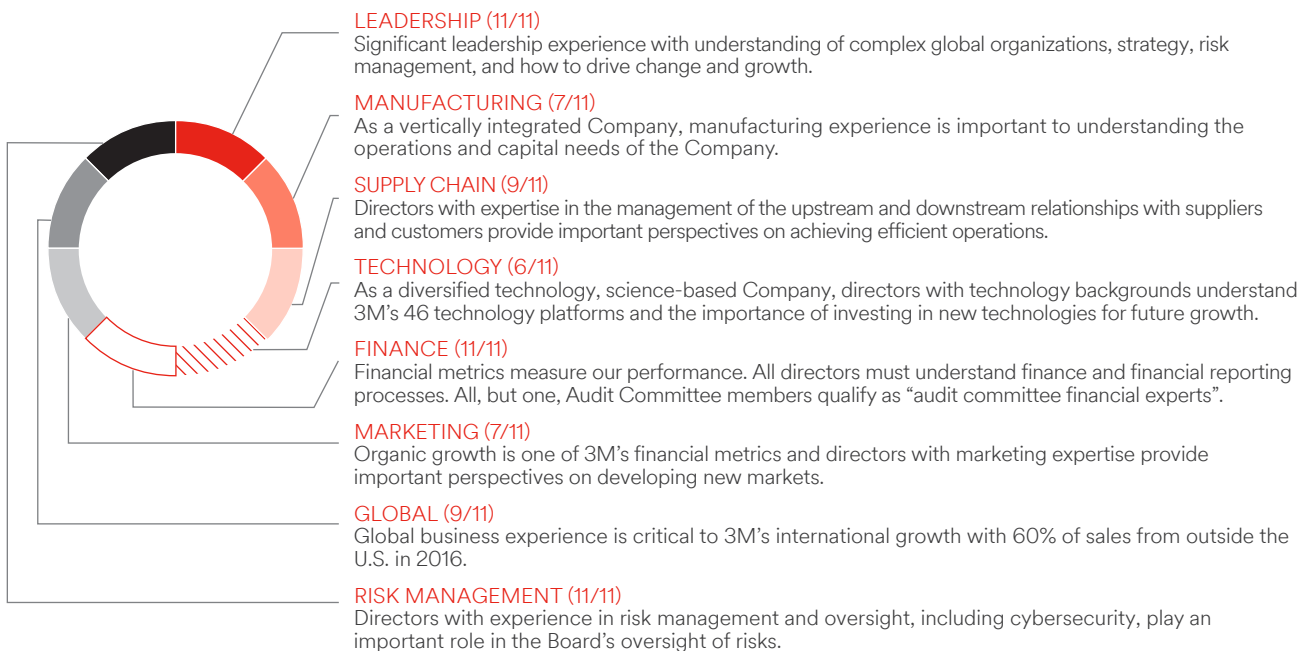 LEADERSHIP (11/11)
Significant leadership experience with understanding of complex global organizations, strategy, risk
management, and how to drive change and growth.
MANUFACTURING (7/11)
As a vertically integrated Company, manufacturing experience is important to understanding the
operations and capital needs of the Company.
SUPPLY CHAIN (9/11)
Directors with expertise in the management of the upstream and downstream relationships with suppliers
and customers provide important perspectives on achieving efficient operations.
TECHNOLOGY (6/11)
As a diversified technology, science-based Company, directors with technology backgrounds understand
3M’s 46 technology platforms and the importance of investing in new technologies for future growth.
FINANCE (11/11)
Financial metrics measure our performance. All directors must understand finance and financial reporting
processes. All, but one, Audit Committee members qualify as “audit committee financial experts”.
MARKETING (7/11)
Organic growth is one of 3M’s financial metrics and directors with marketing expertise provide
important perspectives on developing new markets.
GLOBAL (9/11)
Global business experience is critical to 3M’s international growth with 60% of sales from outside the
U.S. in 2016.
RISK MANAGEMENT (11/11)
Directors with experience in risk management and oversight, including cybersecurity, play an
important role in the Board’s oversight of risks.